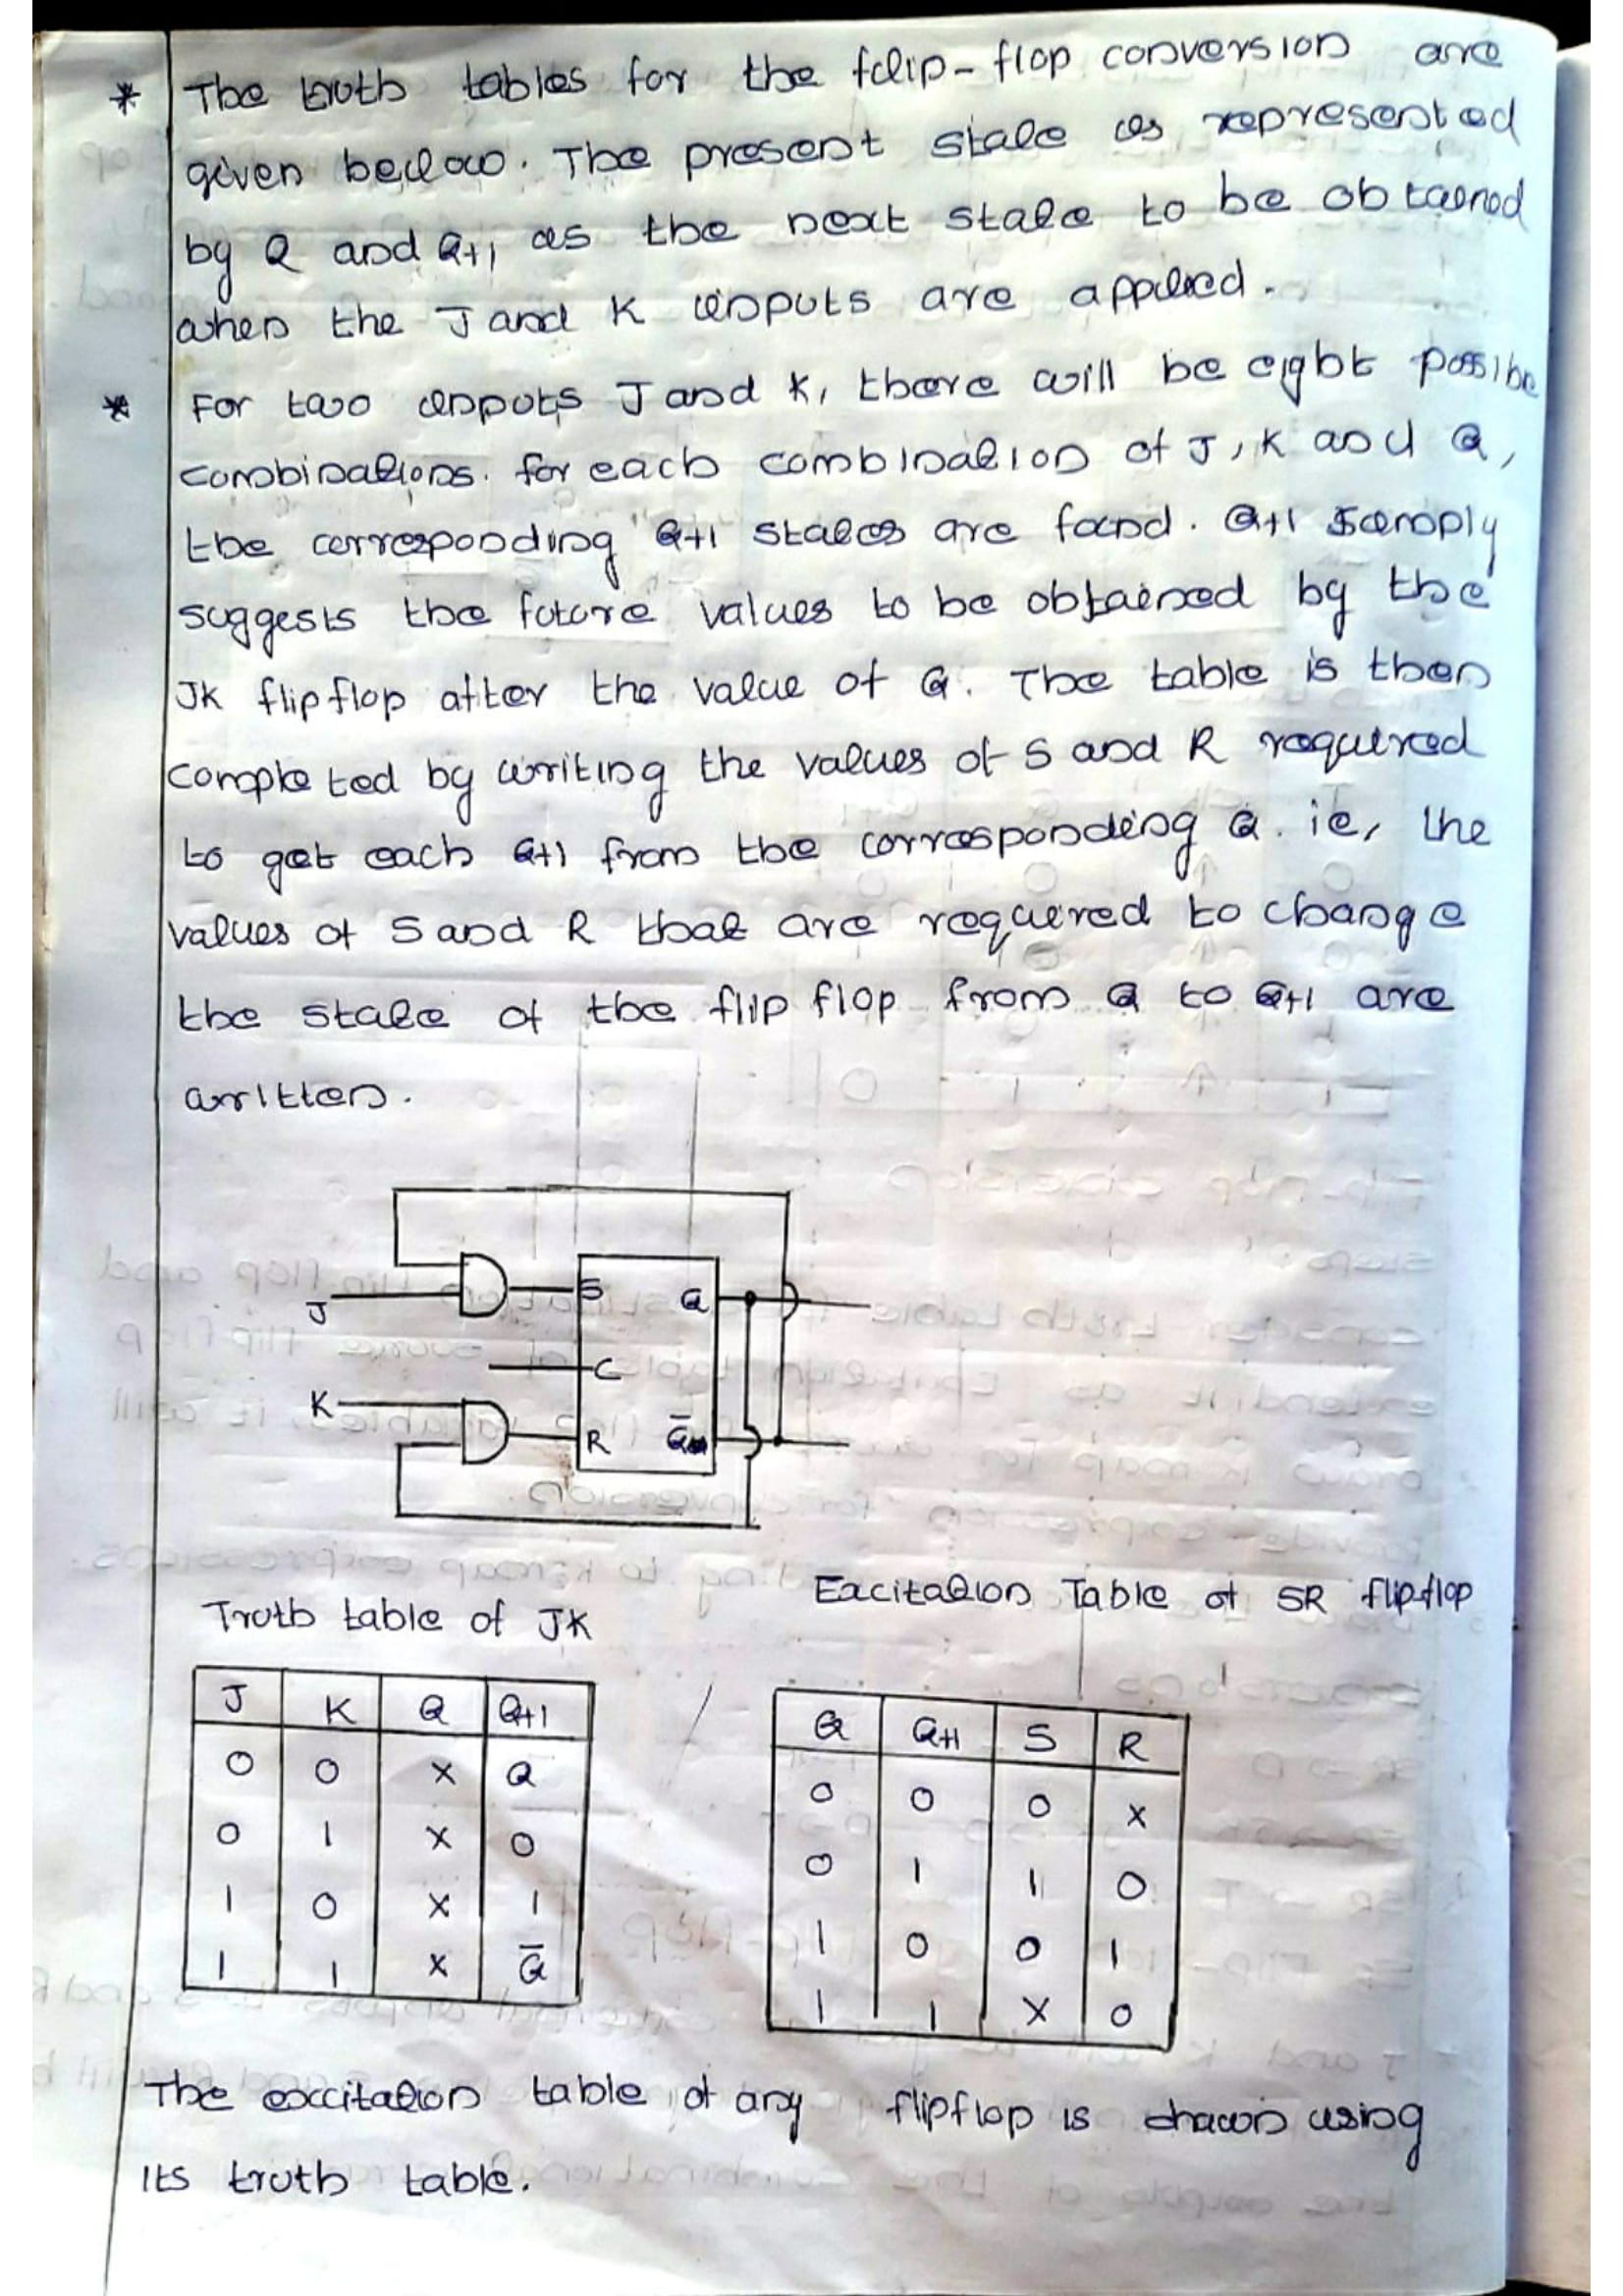 * The truth tables for the flip-flop conversion are
given below. The present state is represented
by Q and Q+1 is the next state to be obtained
when the J and K inputs are applied.
* For two inputs J and K, there will be eight possible
combinations. for each combination of J, K and Q,
the corresponding Q+1 states are found. Q+1 simply
suggests the future values to be obtained by the
JK flipflop after the value of Q. The table is then
completed by writing the values of S and R required
to get each Q+1 from the corresponding Q. ie, the
values of S and R that are required to change
the state of the flip flop from Q to Q+1 are
written.
J S Q
C
K R Q̅
Truth table of JK
J K Q Q+1
0 0 x Q
0 1 x 0
1 0 x 1
1 1 x Q̅
Excitation Table of SR flipflop
Q Q+1 S R
0 0 0 x
0 1 1 0
1 0 0 1
1 1 x 0
The excitation table of any flipflop is drawn using
its truth table.